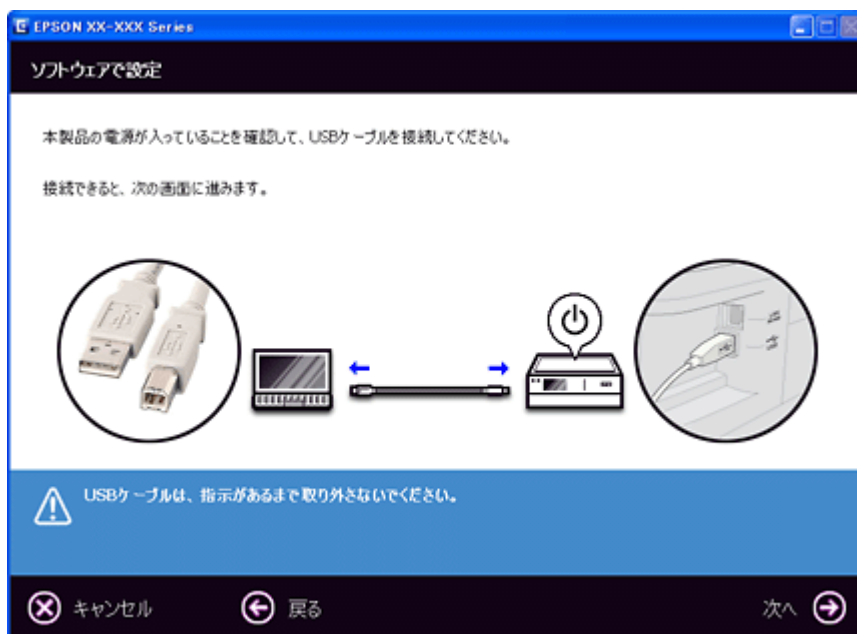 EPSON XX-XXX Series
ソフトウェアで設定
本製品の電源が入っていることを確認して、USBケーブルを接続してください。
接続できると、次の画面に進みます。
USBケーブルは、指示があるまで取り外さないでください。
キャンセル
戻る
次へ